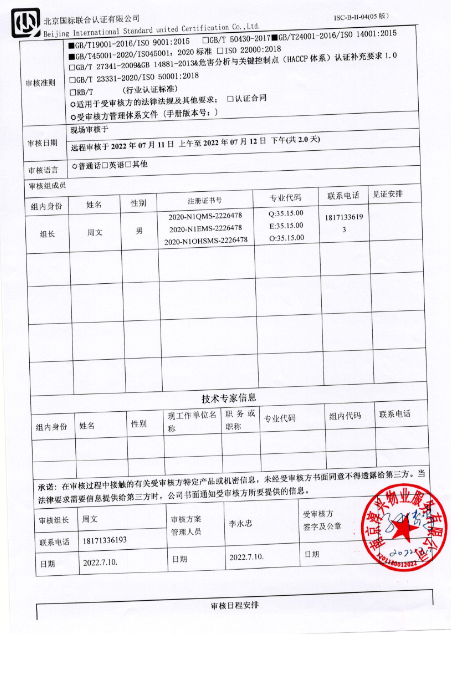 北京国际联合认证有限公司
ISC-B-II-04(05版)
Beijing International Standard united Certification Co.,Ltd.
审核准则
■GB/T19001-2016/ISO 9001:2015 □GB/T 50430-2017■GB/T24001-2016/ISO 14001:2015
■GB/T45001-2020/ISO45001：2020 标准 □ISO 22000:2018
□GB/T 27341-2009&GB 14881-2013&危害分析与关键控制点（HACCP 体系）认证补充要求 1.0
□GB/T 23331-2020/ISO 50001:2018
□RB/T （行业认证标准）
○适用于受审核方的法律法规及其他要求； □认证合同
○受审核方管理体系文件（手册版本号：）
审核日期
现场审核于
远程审核于 2022 年 07 月 11 日 上午至 2022 年 07 月 12 日 下午(共 2.0 天)
审核语言 ○普通话□英语□其他
审核组成员
组内身份 姓名 性别 注册证书号 专业代码 联系电话 见证安排
组长 周文 男
2020-N1QMS-2226478 Q:35.15.00
2020-N1EMS-2226478 E:35.15.00
2020-N1OHSMS-2226478 O:35.15.00
1817133619
3
技术专家信息
组内身份 姓名 性别 现工作单位名称 职务或职称 专业代码 组内代码 联系电话
承诺：在审核过程中接触的有关受审核方特定产品或机密信息，未经受审核方书面同意不得透露给第三方。当
法律要求需要信息提供给第三方时，公司书面通知受审核方所要提供的信息。
审核组长 周文 审核方案管理人员 李永忠 受审核方签字及公章
联系电话 18171336193
日期 2022.7.10. 日期 2022.7.10. 日期
审核日程安排